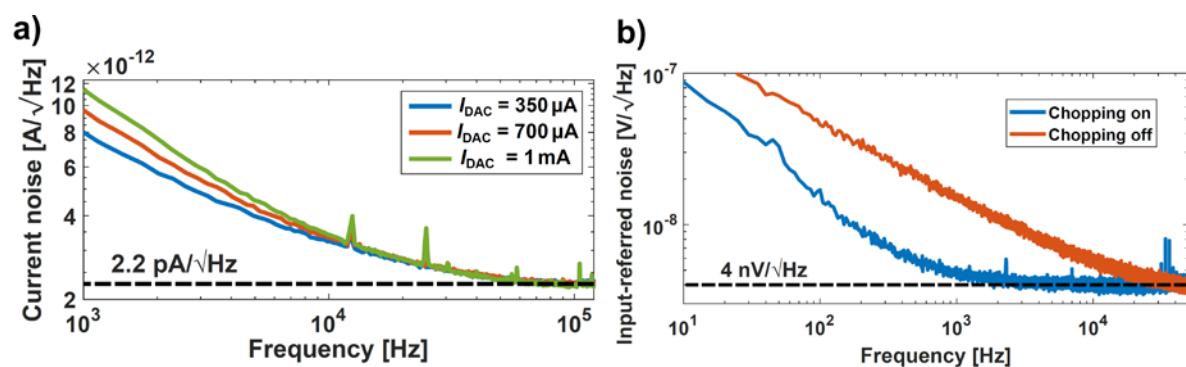 a)
×10⁻¹²
12
10
8
6
4
2
Current noise [A/√Hz]
I_DAC = 350 µA
I_DAC = 700 µA
I_DAC = 1 mA
2.2 pA/√Hz
10³
10⁴
10⁵
Frequency [Hz]
b)
10⁻⁷
10⁻⁸
Input-referred noise [V/√Hz]
Chopping on
Chopping off
4 nV/√Hz
10¹
10²
10³
10⁴
Frequency [Hz]